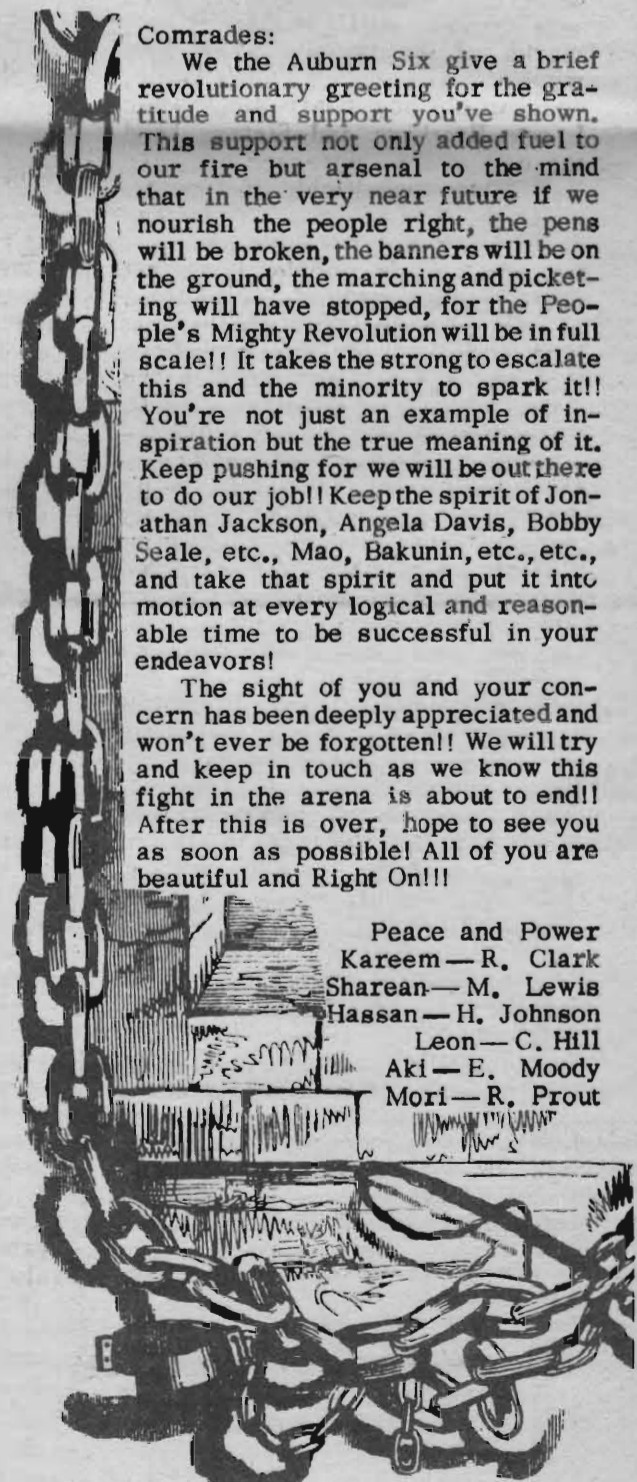 Comrades:
We the Auburn Six give a brief
revolutionary greeting for the gra-
titude and support you've shown.
This support not only added fuel to
our fire but arsenal to the mind
that in the very near future if we
nourish the people right, the pens
will be broken, the banners will be on
the ground, the marching and picket-
ing will have stopped, for the Peo-
ple's Mighty Revolution will be in full
scale!! It takes the strong to escalate
this and the minority to spark it!!
You're not just an example of in-
spiration but the true meaning of it.
Keep pushing for we will be out there
to do our job!! Keep the spirit of Jon-
athan Jackson, Angela Davis, Bobby
Seale, etc., Mao, Bakunin, etc., etc.,
and take that spirit and put it into
motion at every logical and reason-
able time to be successful in your
endeavors!
The sight of you and your con-
cern has been deeply appreciated and
won't ever be forgotten!! We will try
and keep in touch as we know this
fight in the arena is about to end!!
After this is over, hope to see you
as soon as possible! All of you are
beautiful and Right On!!!
Peace and Power
Kareem — R. Clark
Sharean — M. Lewis
Hassan — H. Johnson
Leon — C. Hill
Aki — E. Moody
Mori — R. Prout